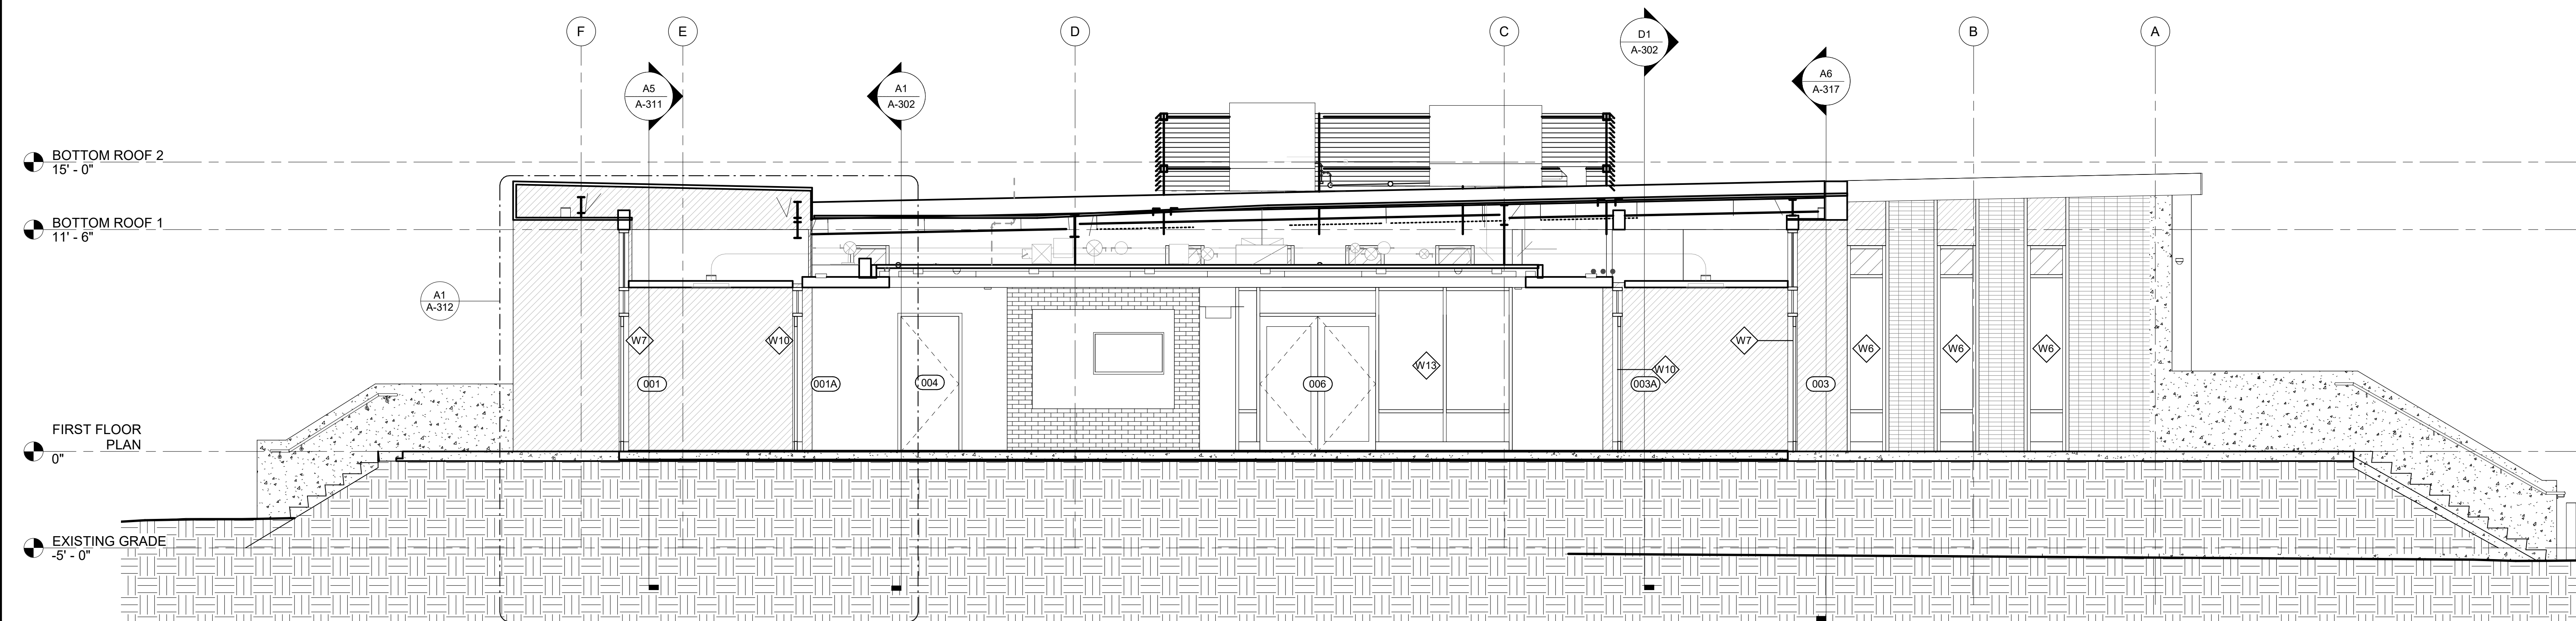 F
E
D
C
B
A
A5
A-311
A1
A-302
D1
A-302
A6
A-317
BOTTOM ROOF 2
15' - 0"
BOTTOM ROOF 1
11' - 6"
A1
A-312
W7
W10
W13
W10
W7
W6
W6
W6
001
001A
004
006
003A
003
FIRST FLOOR
PLAN
0"
EXISTING GRADE
-5' - 0"